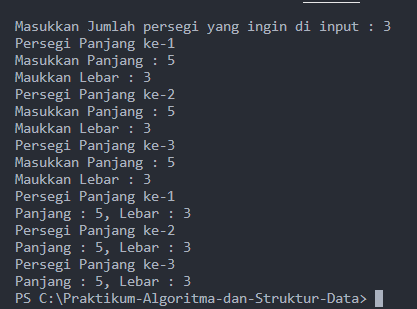 Masukkan Jumlah persegi yang ingin di input : 3
Persegi Panjang ke-1
Masukkan Panjang : 5
Maukkan Lebar : 3
Persegi Panjang ke-2
Masukkan Panjang : 5
Maukkan Lebar : 3
Persegi Panjang ke-3
Masukkan Panjang : 5
Maukkan Lebar : 3
Persegi Panjang ke-1
Panjang : 5, Lebar : 3
Persegi Panjang ke-2
Panjang : 5, Lebar : 3
Persegi Panjang ke-3
Panjang : 5, Lebar : 3
PS C:\Praktikum-Algoritma-dan-Struktur-Data>